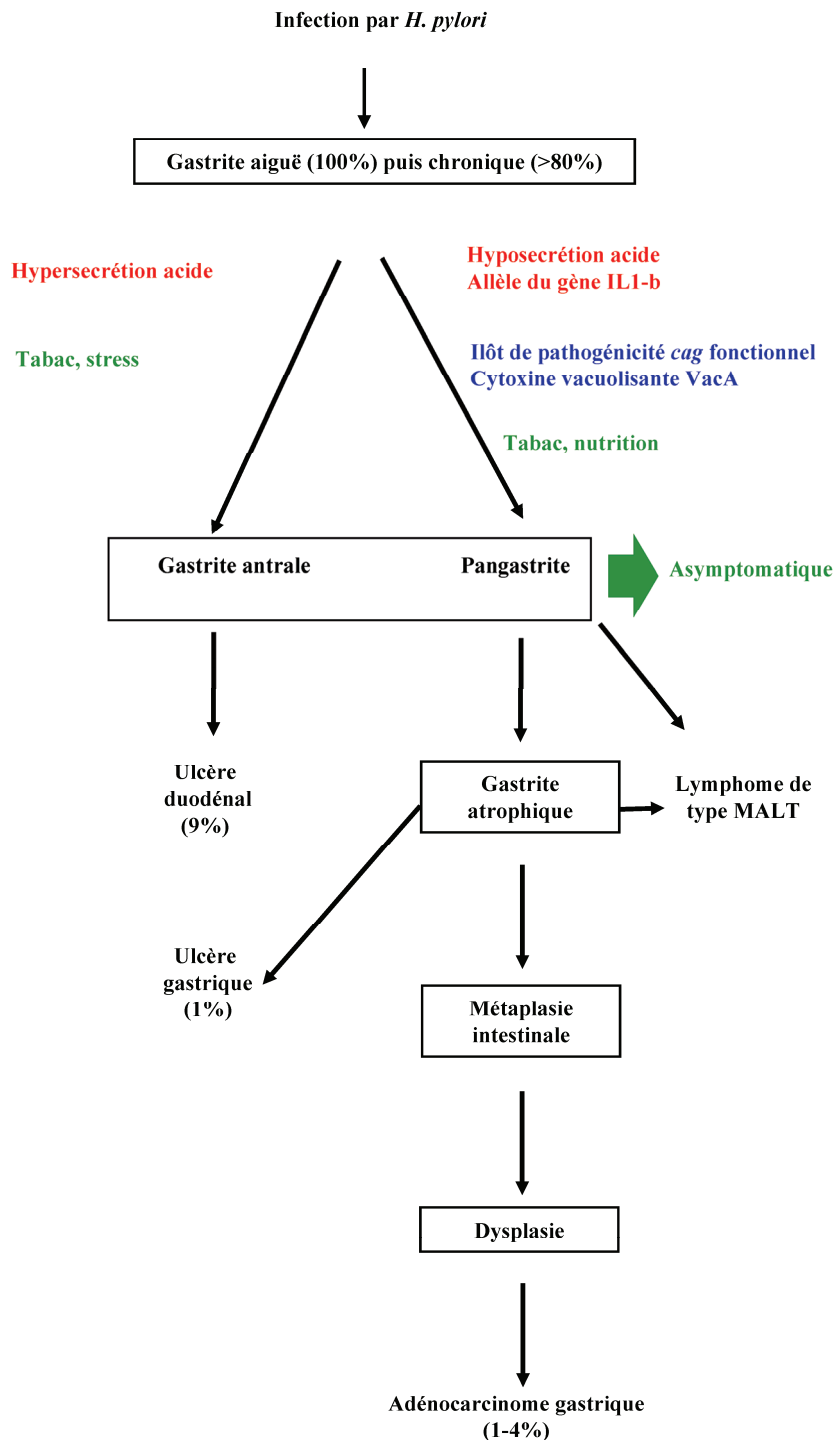 Infection par H. pylori
Gastrite aiguë (100%) puis chronique (>80%)
Hypersecrétion acide
Hyposecrétion acide
Allèle du gène IL1-b
Tabac, stress
Ilôt de pathogénicité cag fonctionnel
Cytoxine vacuolisante VacA
Tabac, nutrition
Gastrite antrale
Pangastrite
Asymptomatique
Ulcère
duodénal
(9%)
Gastrite
atrophique
Lymphome de
type MALT
Ulcère
gastrique
(1%)
Métaplasie
intestinale
Dysplasie
Adénocarcinome gastrique
(1-4%)